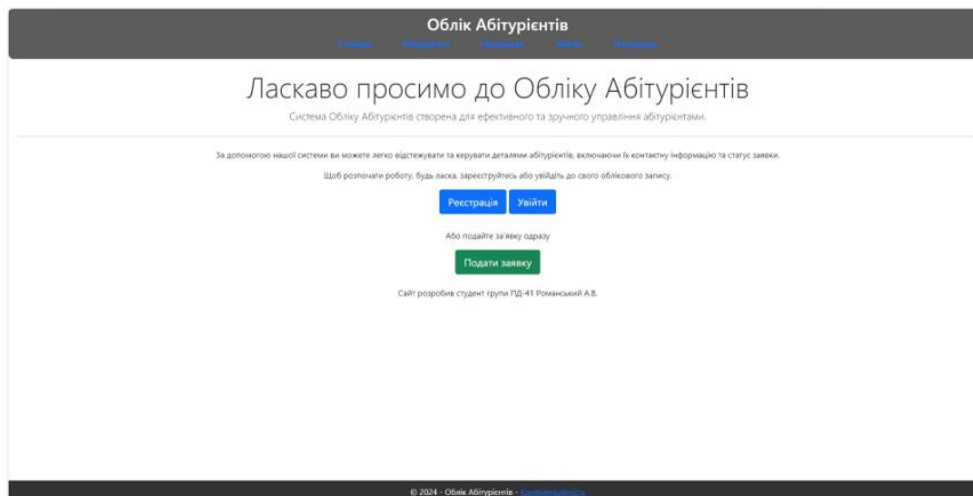 Облік Абітурієнтів
Ласкаво просимо до Обліку Абітурієнтів
Система Обліку Абітурієнтів створена для ефективного та зручного управління абітурієнтами.
За допомогою нашої системи ви можете легко відстежувати та керувати деталями абітурієнтів, включаючи їх контактну інформацію та статус заявки.
Щоб розпочати роботу, будь ласка, зареєструйтесь або увійдіть до свого облікового запису.
Реєстрація Увійти
Або подайте за'явку одразу
Подати заявку
Сайт розробив студент групи ПД-41 Романський А.В.
© 2024 - Облік Абітурієнтів - Конфіденційність